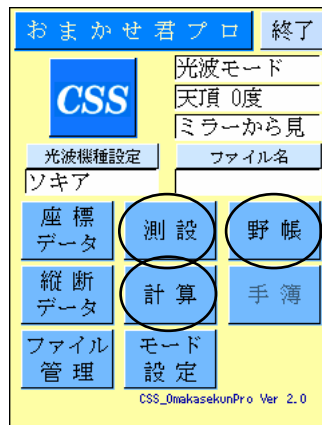 おまかせ君プロ 終了
CSS
光波モード
天頂 0度
ミラーから見
光波機種設定 ファイル名
ソキア
座標
データ
測設
野帳
縦断
データ
計算
手簿
ファイル
管理
モード
設定
CSS_OmakasekunPro Ver 2.0